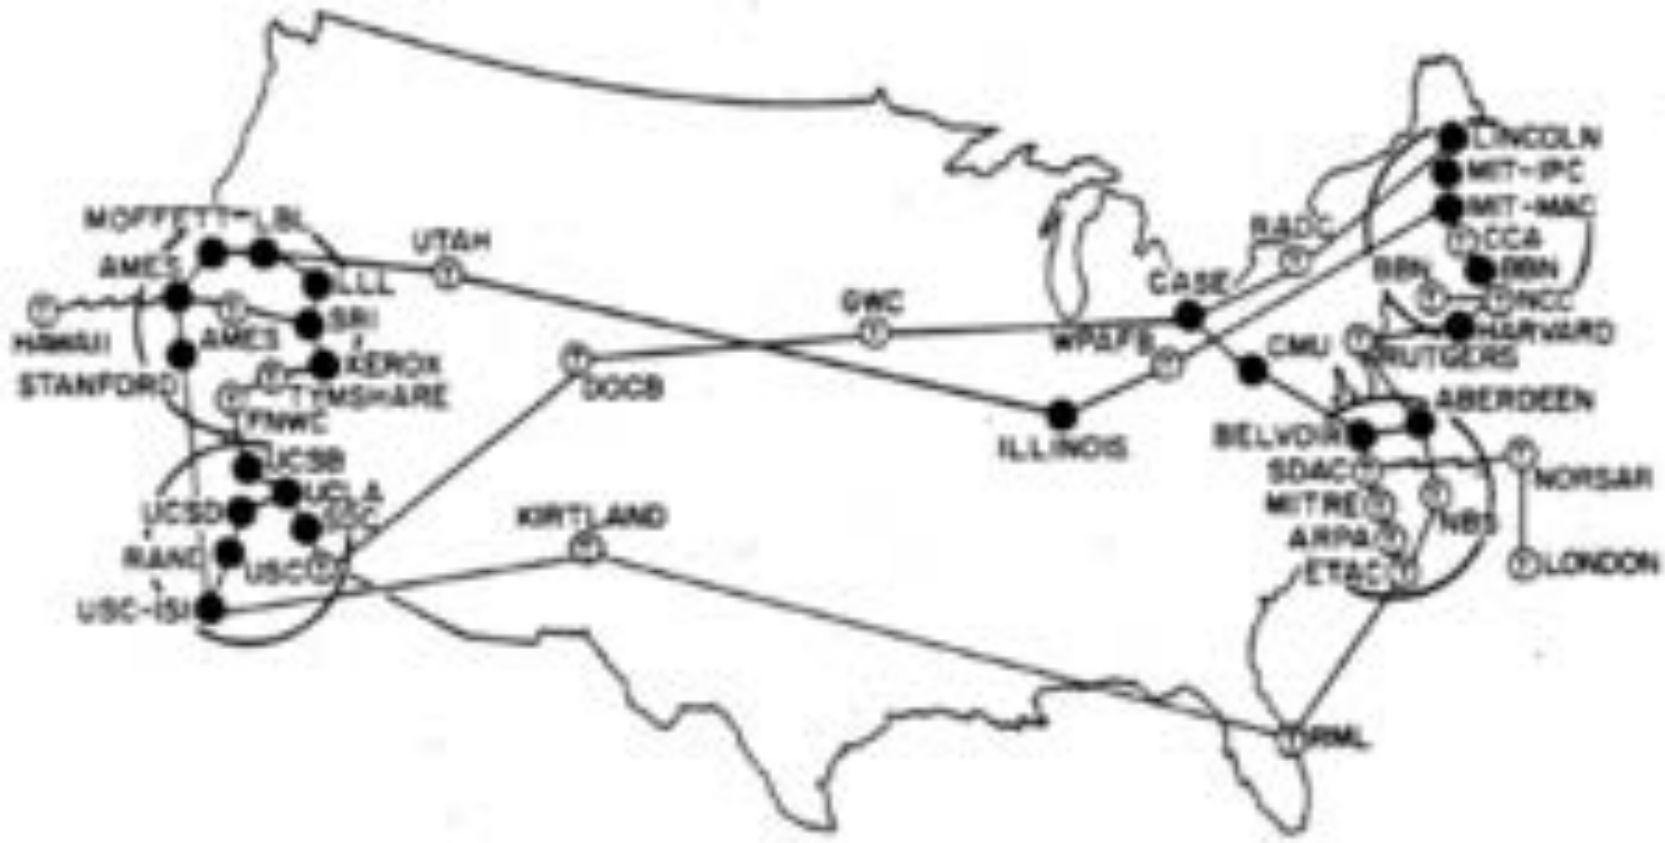 LINCOLN
MIT-IPC
MIT-MAC
MOFFETT
LBL
RADC
UTAH
CCA
AMES
BBN
BBN
LLL
CASE
GWC
NCC
HAWAII
AMES
SRI
HARVARD
WPAFB
CMU
RUTGERS
XEROX
STANFORD
DOCB
TYMSHARE
ABERDEEN
FNWC
BELVOIR
ILLINOIS
UCSB
SDAC
NORSAR
UCLA
MITRE
UCSD
KIRTLAND
NBS
ARPA
RAND
USC
ETAC
LONDON
USC-ISI
RML